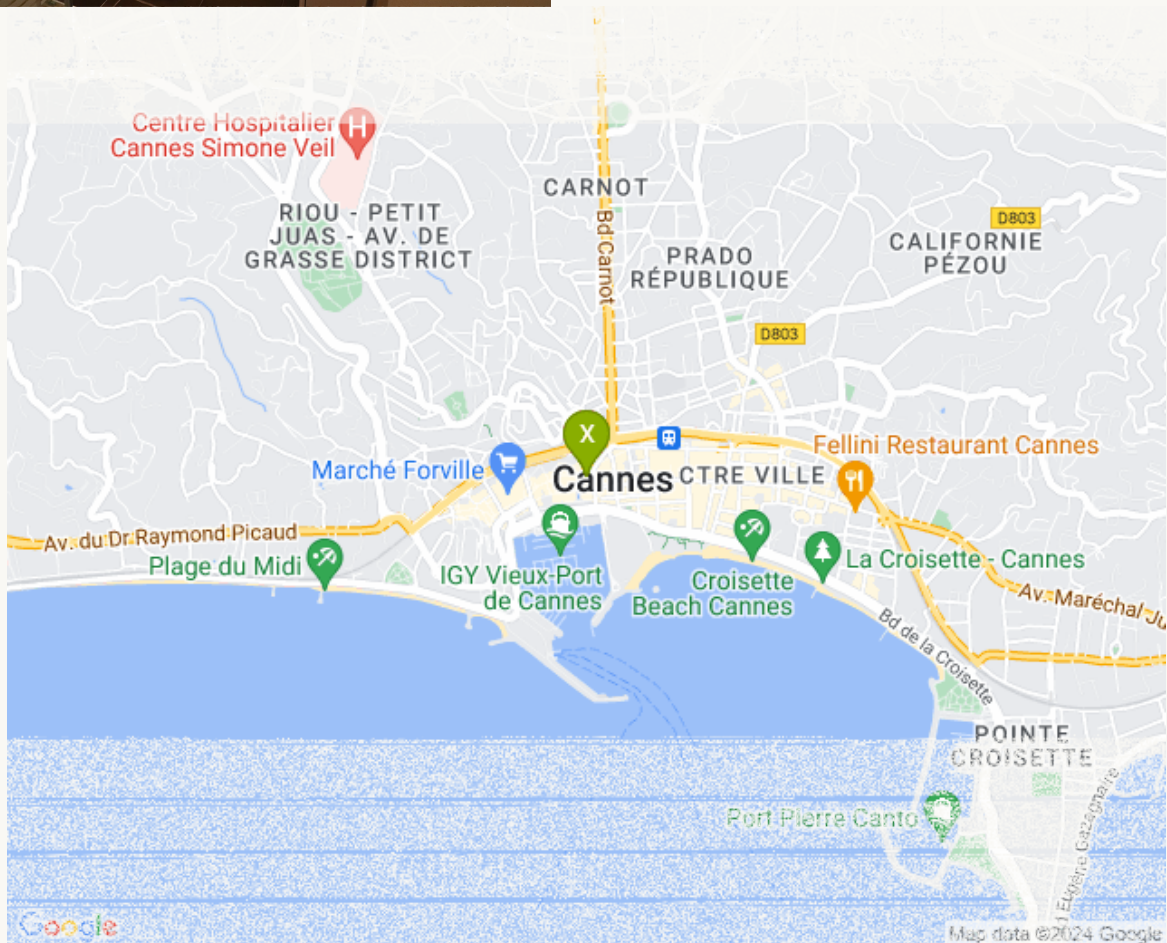 Centre Hospitalier
Cannes Simone Veil
H
CARNOT
RIOU - PETIT
JUAS - AV. DE
GRASSE DISTRICT
Bd Carnot
D803
CALIFORNIE
PÉZOU
PRADO
RÉPUBLIQUE
D803
X
Fellini Restaurant Cannes
Marché Forville
Cannes
CTRE VILLE
Av. du Dr Raymond Picaud
Plage du Midi
IGY Vieux-Port
de Cannes
Croisette
Beach Cannes
La Croisette - Cannes
Av. Maréchal Ju
Bd de la Croisette
POINTE
CROISETTE
Port Pierre Canto
Eugène Gazagnaire
Google
Map data ©2024 Google